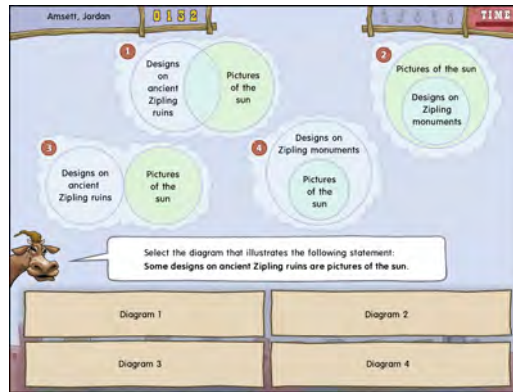 Amsett, Jordan
0132
TIME
1
Designs
on
ancient
Zipling
ruins
Pictures
of the
sun
2
Pictures of the sun
Designs on
Zipling
monuments
3
Designs on
ancient
Zipling ruins
Pictures
of the
sun
4
Designs on
Zipling monuments
Pictures
of the
sun
Select the diagram that illustrates the following statement:
Some designs on ancient Zipling ruins are pictures of the sun.
Diagram 1
Diagram 2
Diagram 3
Diagram 4